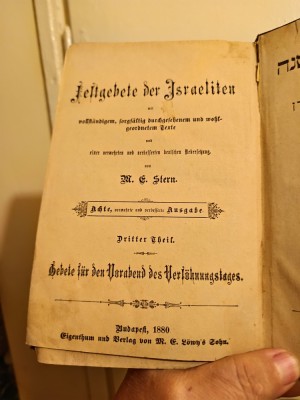 Festgebete der Israeliten
mit
vollständigem, sorgfältig durchgesehenem und wohl-
geordnetem Texte
und
einer vermehrten und verbesserten deutschen Uebersetzung.
von
M. E. Stern.
Achte, vermehrte und verbesserte Ausgabe
Dritter Theil.
Gebete für den Vorabend des Versöhnungstages.
Budapest, 1880
Eigenthum und Verlag von M. E. Löwy's Sohn.